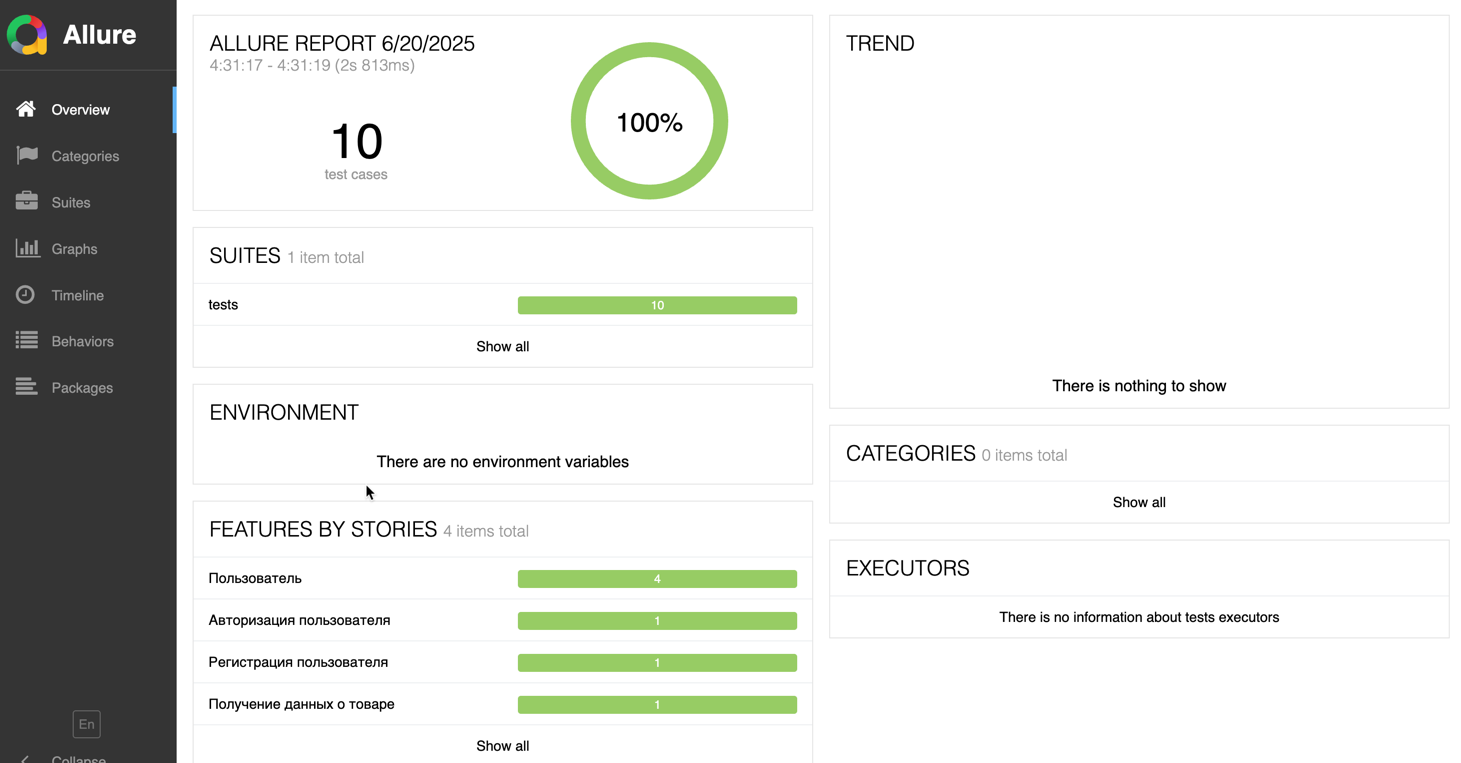 Allure
Overview
Categories
Suites
Graphs
Timeline
Behaviors
Packages
En
Collapse
ALLURE REPORT 6/20/2025
4:31:17 - 4:31:19 (2s 813ms)
10
test cases
100%
SUITES 1 item total
tests 10
Show all
ENVIRONMENT
There are no environment variables
FEATURES BY STORIES 4 items total
Пользователь 4
Авторизация пользователя 1
Регистрация пользователя 1
Получение данных о товаре 1
Show all
TREND
There is nothing to show
CATEGORIES 0 items total
Show all
EXECUTORS
There is no information about tests executors